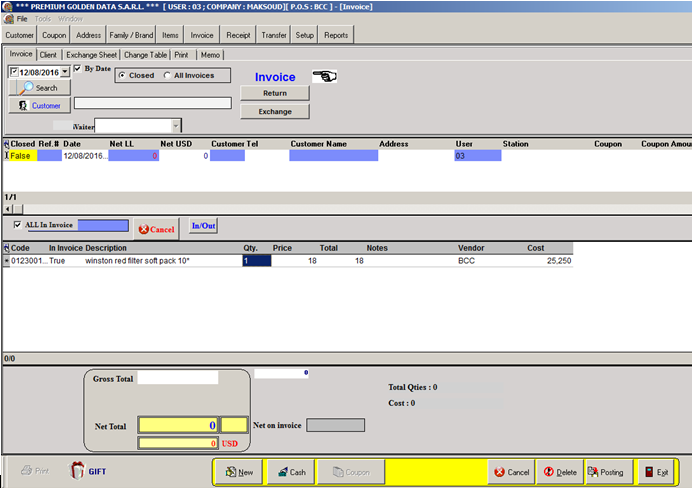 *** PREMIUM GOLDEN DATA S.A.R.L. *** [ USER : 03 ; COMPANY : MAKSOUD][ P.O.S : BCC ] - [Invoice]
File Tools Window
Customer Coupon Address Family / Brand Items Invoice Receipt Transfer Setup Reports
Invoice Client Exchange Sheet Change Table Print Memo
12/08/2016 By Date Closed All Invoices Invoice
Search Return
Customer Exchange
Waiter
Closed Ref.# Date Net LL Net USD Customer Tel Customer Name Address User Station Coupon Coupon Amou
False 12/08/2016... 0 0 03
1/1
ALL In Invoice Cancel In/Out
Code In Invoice Description Qty. Price Total Notes Vendor Cost
0123001... True winston red filter soft pack 10* 1 18 18 BCC 25,250
0/0
Gross Total 0
Total Qties : 0
Cost : 0
Net Total 0 Net on invoice
0 USD
Print GIFT New Cash Coupon Cancel Delete Posting Exit